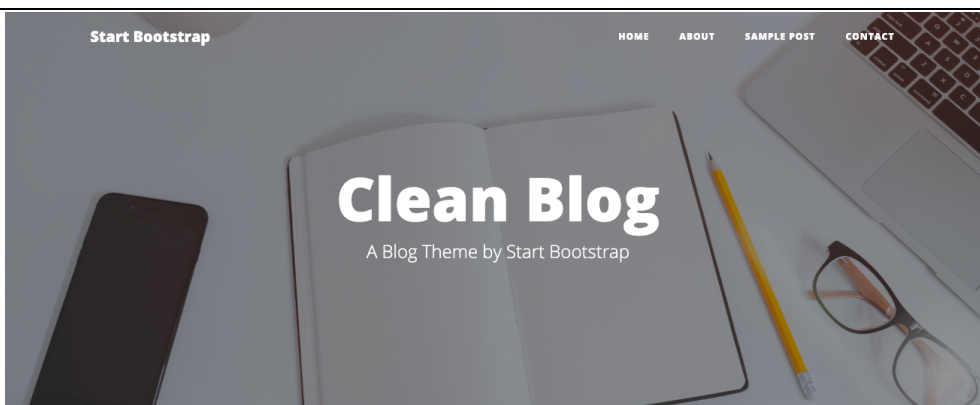 Start Bootstrap
HOME ABOUT SAMPLE POST CONTACT
Clean Blog
A Blog Theme by Start Bootstrap